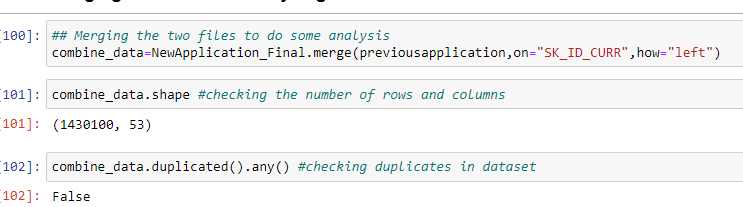 [100]: ## Merging the two files to do some analysis
combine_data=NewApplication_Final.merge(previousapplication,on="SK_ID_CURR",how="left")
[101]: combine_data.shape #checking the number of rows and columns
[101]: (1430100, 53)
[102]: combine_data.duplicated().any() #checking duplicates in dataset
[102]: False